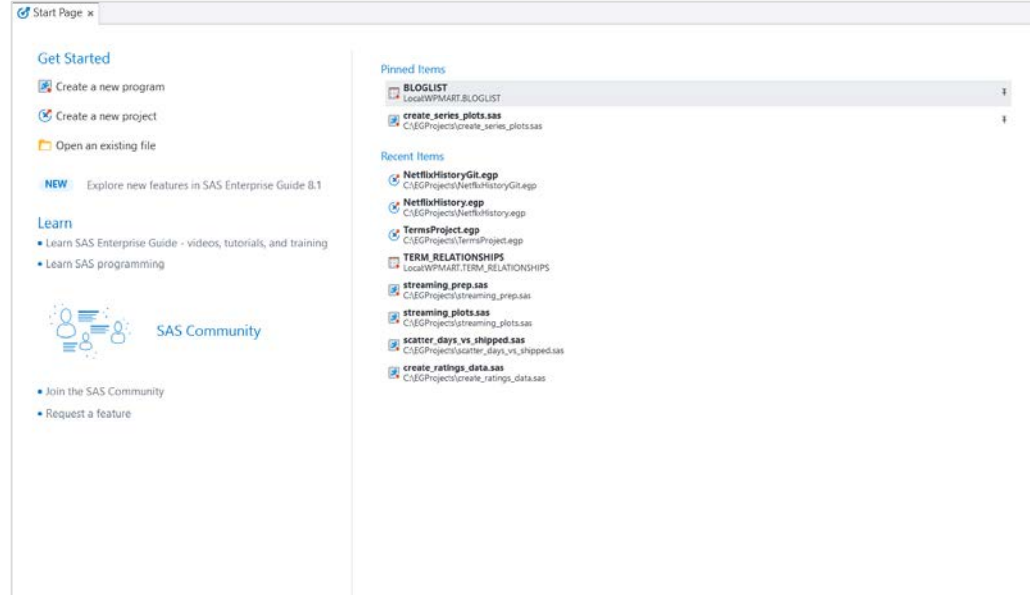 Start Page ×
Get Started
Create a new program
Create a new project
Open an existing file
NEW Explore new features in SAS Enterprise Guide 8.1
Learn
• Learn SAS Enterprise Guide - videos, tutorials, and training
• Learn SAS programming
SAS Community
• Join the SAS Community
• Request a feature
Pinned Items
BLOGLIST
Local:WPMART.BLOGLIST
create_series_plots.sas
C:\EGProjects\create_series_plots.sas
Recent Items
NetflixHistoryGit.egp
C:\EGProjects\NetflixHistoryGit.egp
NetflixHistory.egp
C:\EGProjects\NetflixHistory.egp
TermsProject.egp
C:\EGProjects\TermsProject.egp
TERM_RELATIONSHIPS
Local:WPMART.TERM_RELATIONSHIPS
streaming_prep.sas
C:\EGProjects\streaming_prep.sas
streaming_plots.sas
C:\EGProjects\streaming_plots.sas
scatter_days_vs_shipped.sas
C:\EGProjects\scatter_days_vs_shipped.sas
create_ratings_data.sas
C:\EGProjects\create_ratings_data.sas